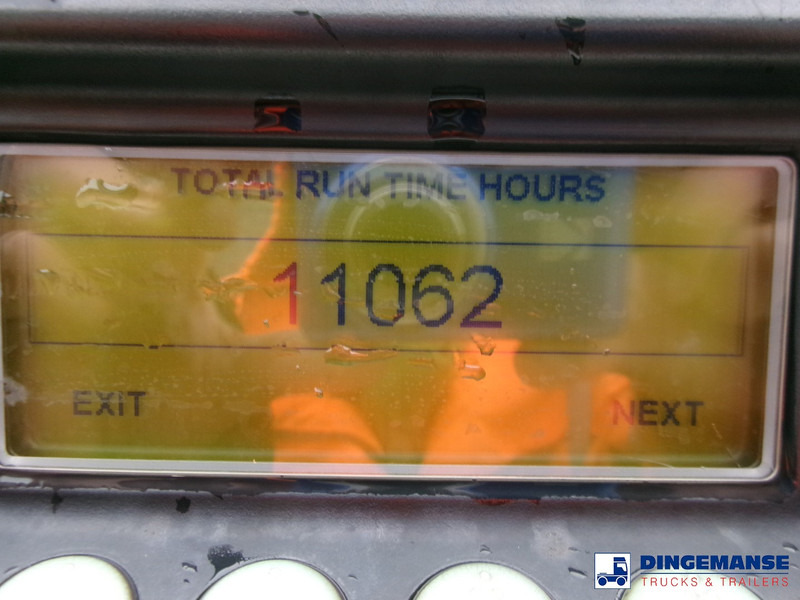 TOTAL RUN TIME HOURS
11062
EXIT NEXT
DINGEMANSE
TRUCKS & TRAILERS